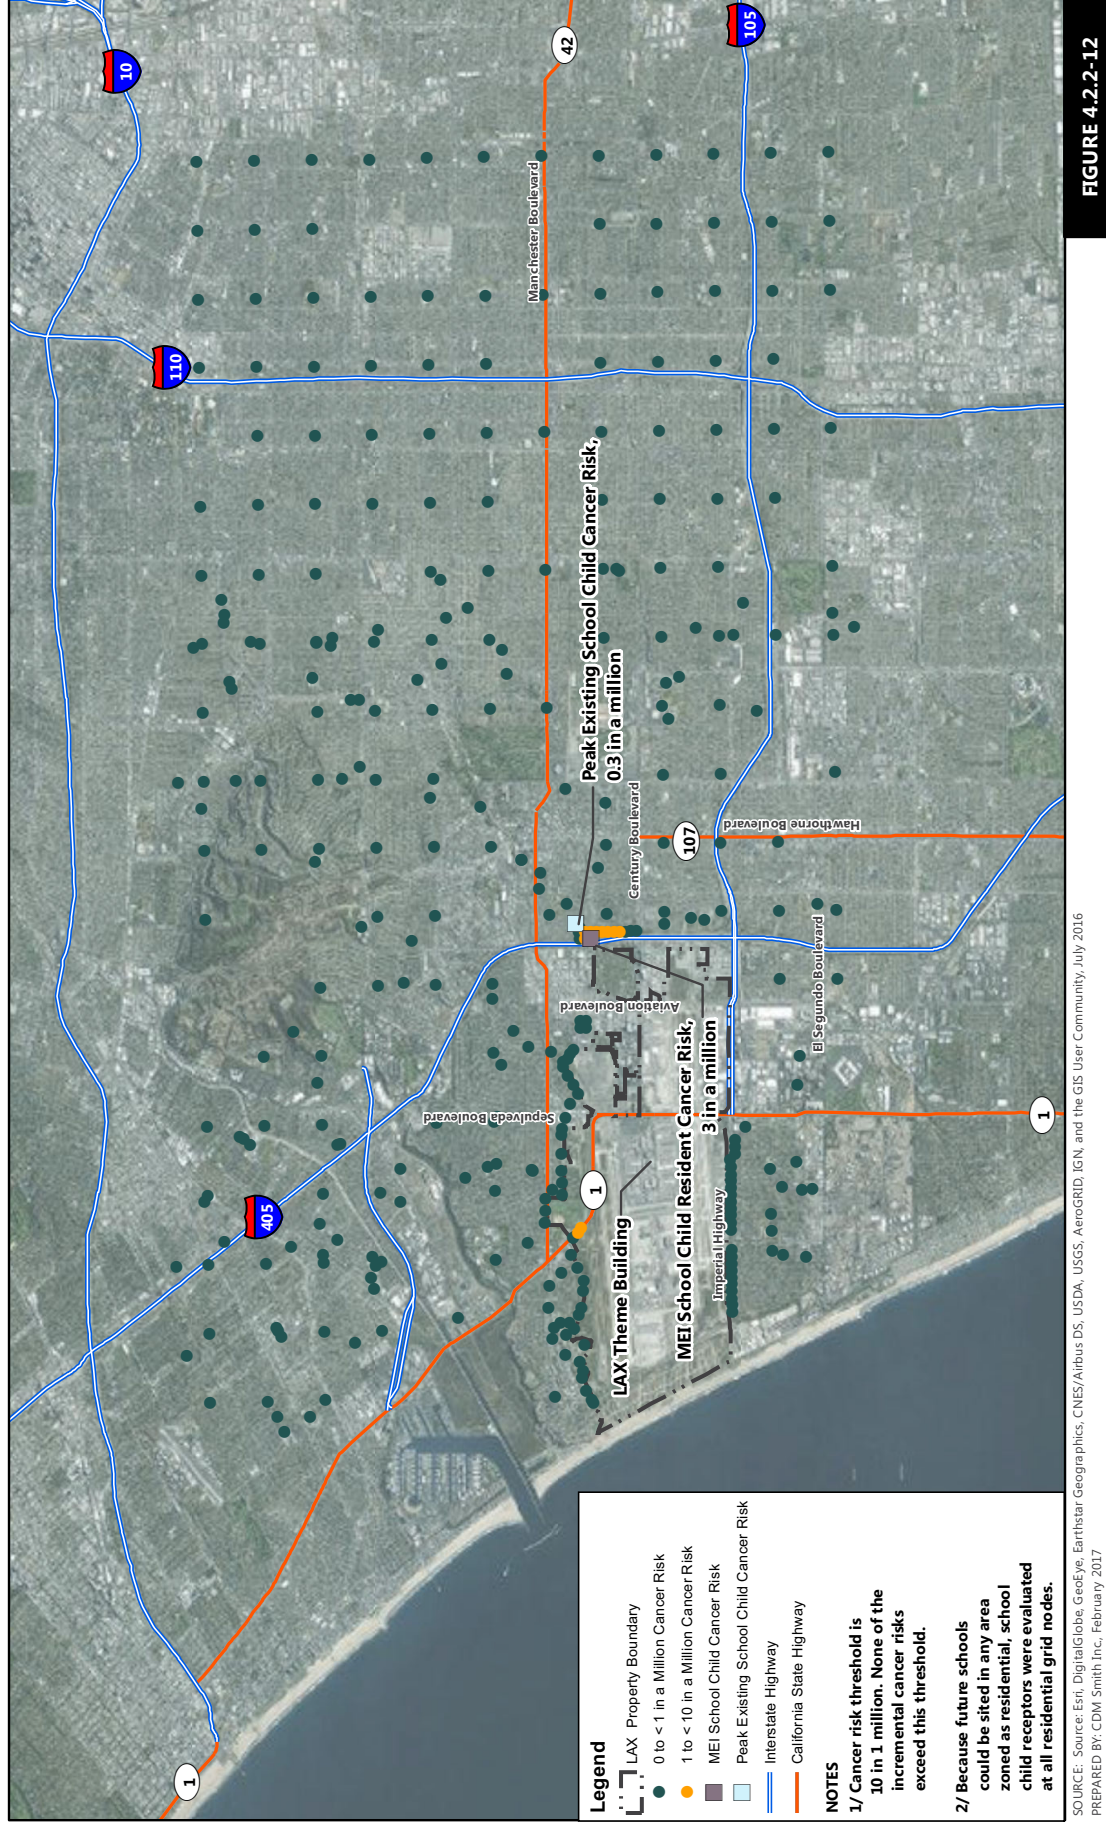 10
110
405
105
42
1
1
1
107
Manchester Boulevard
Peak Existing School Child Cancer Risk,
0.3 in a million
Century Boulevard
Hawthorne Boulevard
Aviation Boulevard
El Segundo Boulevard
Sepulveda Boulevard
MEI School Child Resident Cancer Risk,
3 in a million
LAX Theme Building
Imperial Highway
Legend
LAX Property Boundary
0 to < 1 in a Million Cancer Risk
1 to < 10 in a Million Cancer Risk
MEI School Child Cancer Risk
Peak Existing School Child Cancer Risk
Interstate Highway
California State Highway
NOTES
1/ Cancer risk threshold is
10 in 1 million. None of the
incremental cancer risks
exceed this threshold.
2/ Because future schools
could be sited in any area
zoned as residential, school
child receptors were evaluated
at all residential grid nodes.
SOURCE: Source: Esri, DigitalGlobe, GeoEye, Earthstar Geographics, CNES/Airbus DS, USDA, USGS, AeroGRID, IGN, and the GIS User Community, July 2016
PREPARED BY: CDM Smith Inc., February 2017
FIGURE 4.2.2-12